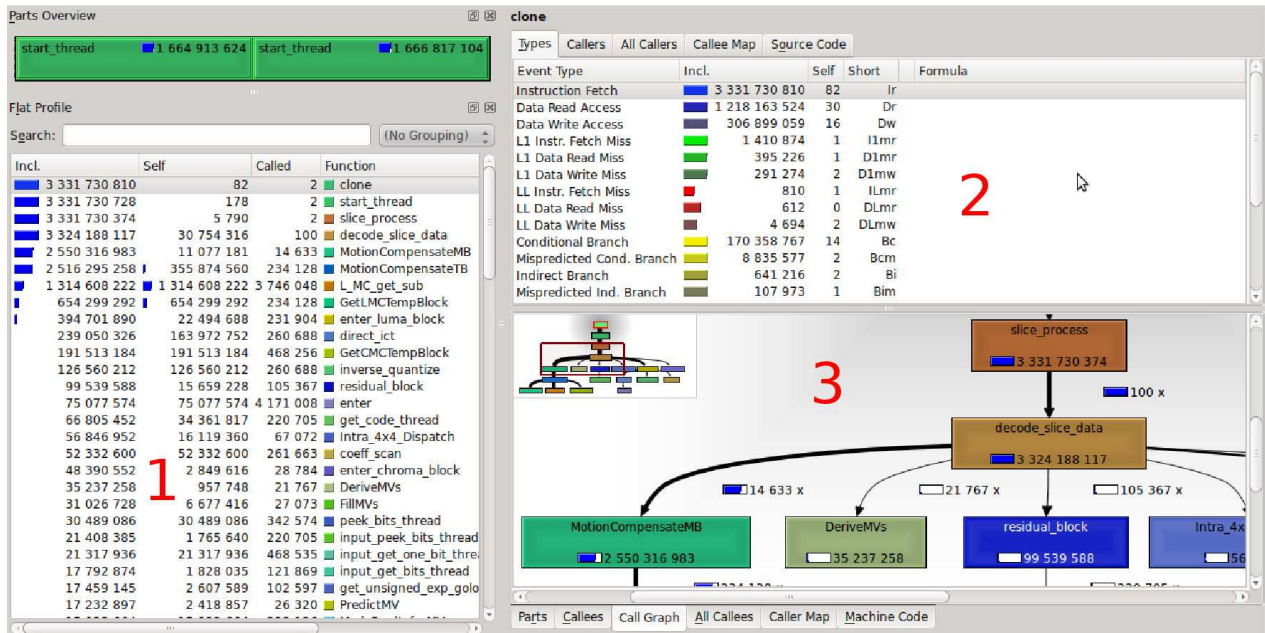 Parts Overview
start_thread 1 664 913 624 start_thread 1 666 817 104
Flat Profile
Search: (No Grouping)
Incl. Self Called Function
3 331 730 810 82 2 clone
3 331 730 728 178 2 start_thread
3 331 730 374 5 790 2 slice_process
3 324 188 117 30 754 316 100 decode_slice_data
2 550 316 983 11 077 181 14 633 MotionCompensateMB
2 516 295 258 355 874 560 234 128 MotionCompensateTB
1 314 608 222 1 314 608 222 3 746 048 L_MC_get_sub
654 299 292 654 299 292 234 128 GetLMCTempBlock
394 701 890 22 494 688 231 904 enter_luma_block
239 050 326 163 972 752 260 688 direct_ict
191 513 184 191 513 184 468 256 GetCMCTempBlock
126 560 212 126 560 212 260 688 inverse_quantize
99 539 588 15 659 228 105 367 residual_block
75 077 574 75 077 574 4 171 008 enter
66 805 452 34 361 817 220 705 get_code_thread
56 846 952 16 119 360 67 072 Intra_4x4_Dispatch
52 332 600 52 332 600 261 663 coeff_scan
48 390 552 2 849 616 28 784 enter_chroma_block
35 237 258 957 748 21 767 DeriveMVs
31 026 728 6 677 416 27 073 FillMVs
30 489 086 30 489 086 342 574 peek_bits_thread
21 408 385 1 765 640 220 705 input_peek_bits_thread
21 317 936 21 317 936 468 535 input_get_one_bit_thre
17 792 874 1 828 035 121 869 input_get_bits_thread
17 459 145 2 607 589 102 597 get_unsigned_exp_golo
17 232 897 2 418 857 26 320 PredictMV
1
clone
Types Callers All Callers Callee Map Source Code
Event Type Incl. Self Short Formula
Instruction Fetch 3 331 730 810 82 Ir
Data Read Access 1 218 163 524 30 Dr
Data Write Access 306 899 059 16 Dw
L1 Instr. Fetch Miss 1 410 874 1 I1mr
L1 Data Read Miss 395 226 1 D1mr
L1 Data Write Miss 291 274 2 D1mw
LL Instr. Fetch Miss 810 1 ILmr
LL Data Read Miss 612 0 DLmr
LL Data Write Miss 4 694 2 DLmw
Conditional Branch 170 358 767 14 Bc
Mispredicted Cond. Branch 8 835 577 2 Bcm
Indirect Branch 641 216 2 Bi
Mispredicted Ind. Branch 107 973 1 Bim
2
slice_process
3 331 730 374
3
100 x
decode_slice_data
3 324 188 117
14 633 x 21 767 x 105 367 x
MotionCompensateMB DeriveMVs residual_block Intra_4x
2 550 316 983 35 237 258 99 539 588 56
Parts Callees Call Graph All Callees Caller Map Machine Code